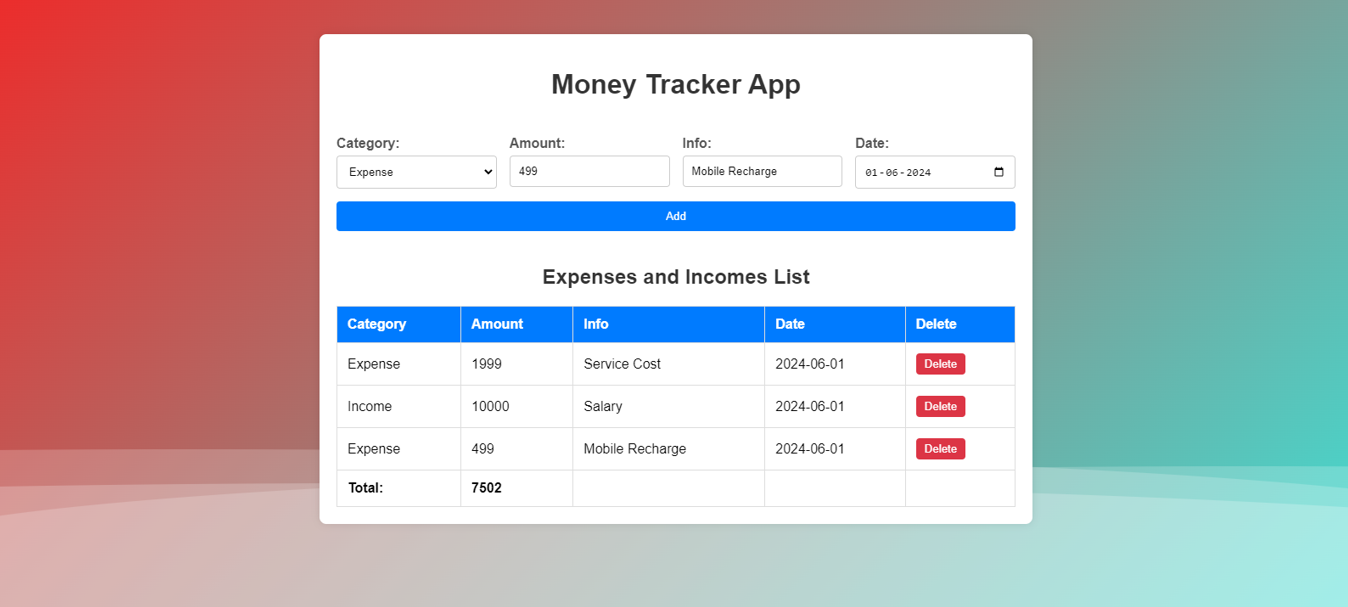 Money Tracker App
Category: Amount: Info: Date:
Expense 499 Mobile Recharge 01-06-2024
Add
Expenses and Incomes List
Category Amount Info Date Delete
Expense 1999 Service Cost 2024-06-01 Delete
Income 10000 Salary 2024-06-01 Delete
Expense 499 Mobile Recharge 2024-06-01 Delete
Total: 7502